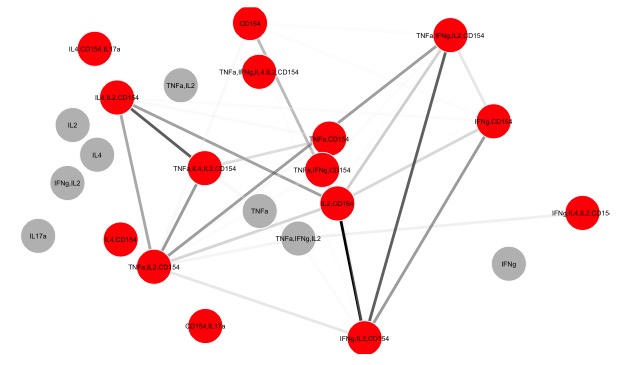 CD154
TNFa,IFNg,IL2,CD154
IL4,CD154,IL17a
TNFa,IFNg,IL4,IL2,CD154
TNFa,IL2
IL4,IL2,CD154
IFNg,CD154
IL2
TNFa,CD154
IL4
TNFa,IL4,IL2,CD154
TNFa,IFNg,CD154
IFNg,IL2
IL2,CD154
TNFa
IFNg,IL4,IL2,CD15
IL17a
IL4,CD154
TNFa,IFNg,IL2
TNFa,IL2,CD154
IFNg
CD154,IL17a
IFNg,IL2,CD154